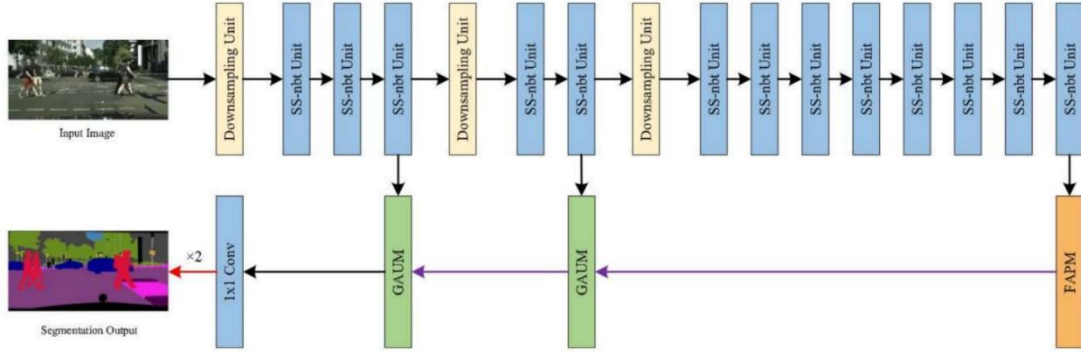 Downsampling Unit
SS-nbt Unit
SS-nbt Unit
SS-nbt Unit
Downsampling Unit
SS-nbt Unit
SS-nbt Unit
Downsampling Unit
SS-nbt Unit
SS-nbt Unit
SS-nbt Unit
SS-nbt Unit
SS-nbt Unit
SS-nbt Unit
SS-nbt Unit
SS-nbt Unit
Input Image
×2
1x1 Conv
GAUM
GAUM
FAPM
Segmentation Output